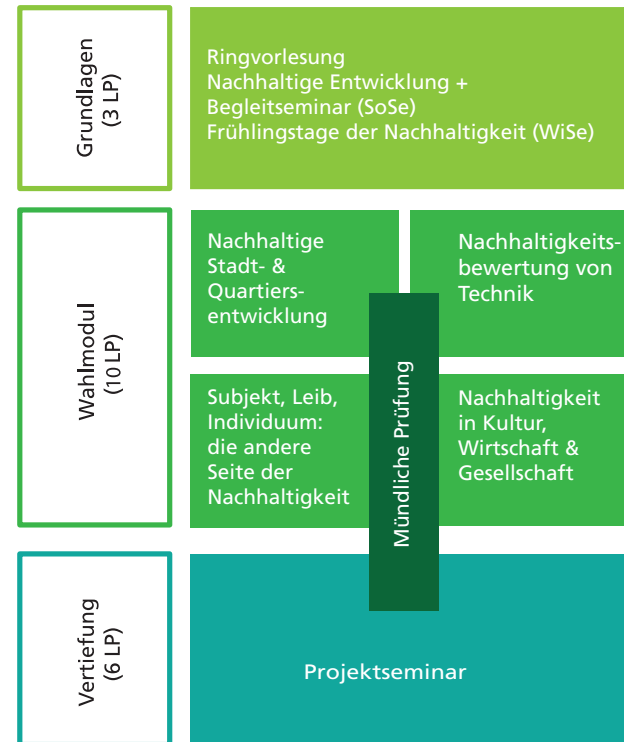 Grundlagen
(3 LP)
Ringvorlesung
Nachhaltige Entwicklung +
Begleitseminar (SoSe)
Frühlingstage der Nachhaltigkeit (WiSe)
Wahlmodul
(10 LP)
Nachhaltige
Stadt- &
Quartiers-
entwicklung
Nachhaltigkeits-
bewertung von
Technik
Subjekt, Leib,
Individuum:
die andere
Seite der
Nachhaltigkeit
Nachhaltigkeit
in Kultur,
Wirtschaft &
Gesellschaft
Mündliche Prüfung
Vertiefung
(6 LP)
Projektseminar